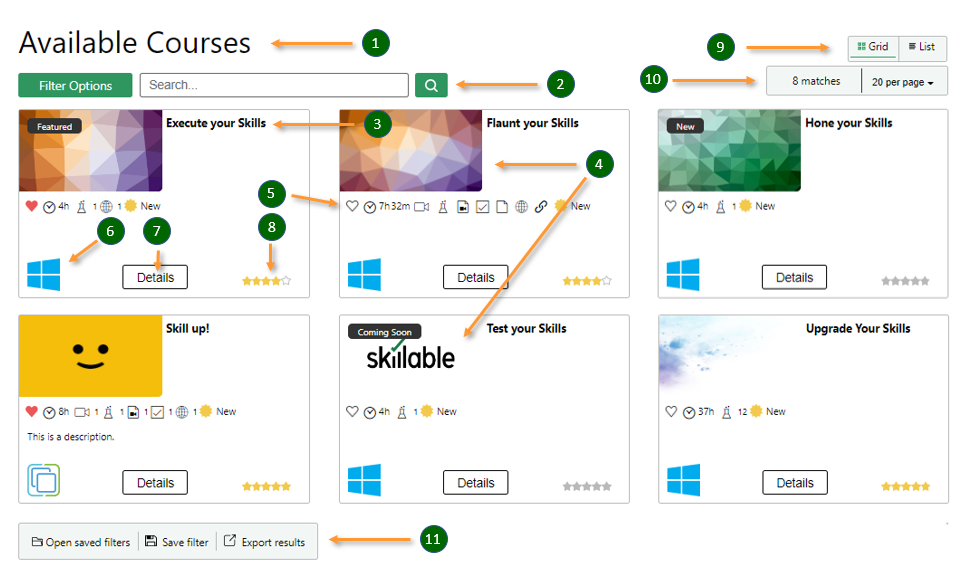 Available Courses
1
9
Grid
List
Filter Options
Search...
2
10
8 matches
20 per page
Featured
Execute your Skills
3
Flaunt your Skills
New
Hone your Skills
4
5
4h 1 1 New
7h32m New
4h 1 New
6
7
8
Details
Details
Details
Skill up!
Coming Soon
skillable
Test your Skills
Upgrade Your Skills
8h 1 1 1 1 1 New
4h 1 New
37h 12 New
This is a description.
Details
Details
Details
Open saved filters
Save filter
Export results
11